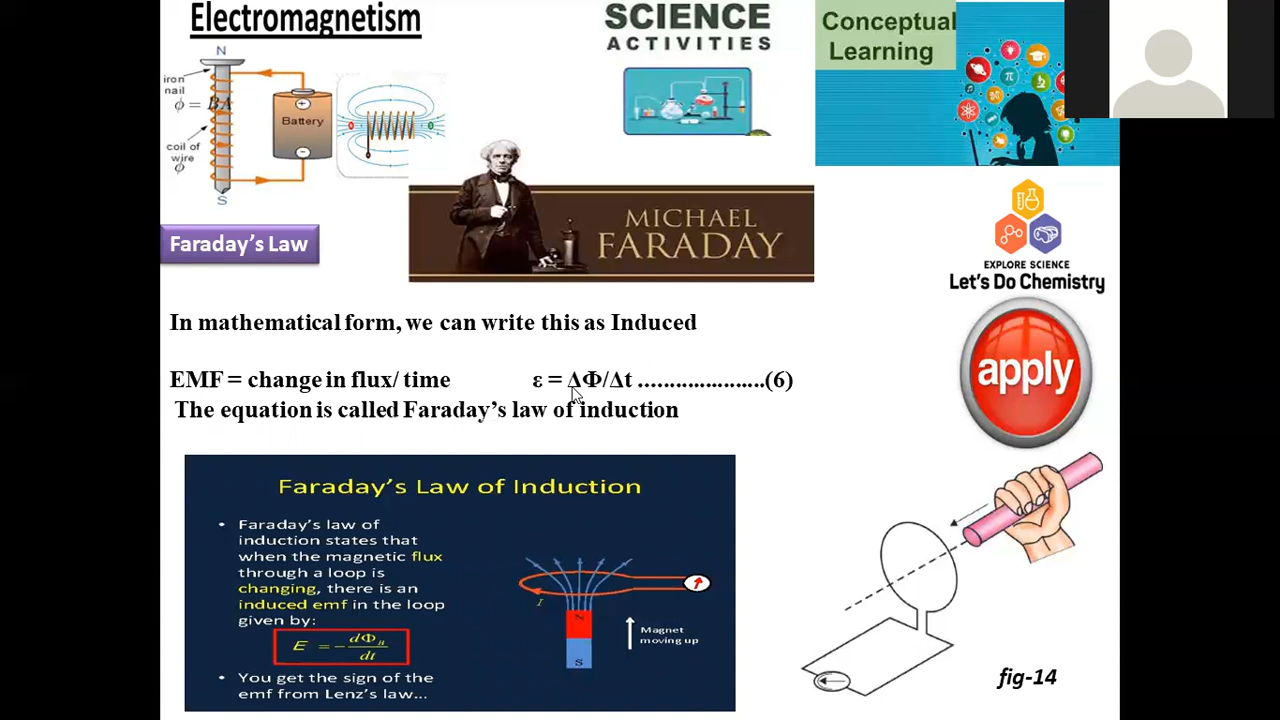 Electromagnetism
N
iron
nail
ϕ = BA
coil of
wire
ϕ
S
Battery
SCIENCE
ACTIVITIES
Conceptual
Learning
MICHAEL
FARADAY
Faraday's Law
EXPLORE SCIENCE
Let's Do Chemistry
In mathematical form, we can write this as Induced
EMF = change in flux/ time ε = ΔΦ/Δt ......................(6)
The equation is called Faraday's law of induction
apply
Faraday's Law of Induction
• Faraday's law of
induction states that
when the magnetic flux
through a loop is
changing, there is an
induced emf in the loop
given by:
E = - dΦ_B / dt
• You get the sign of the
emf from Lenz's law...
I
N
S
Magnet
moving up
fig-14